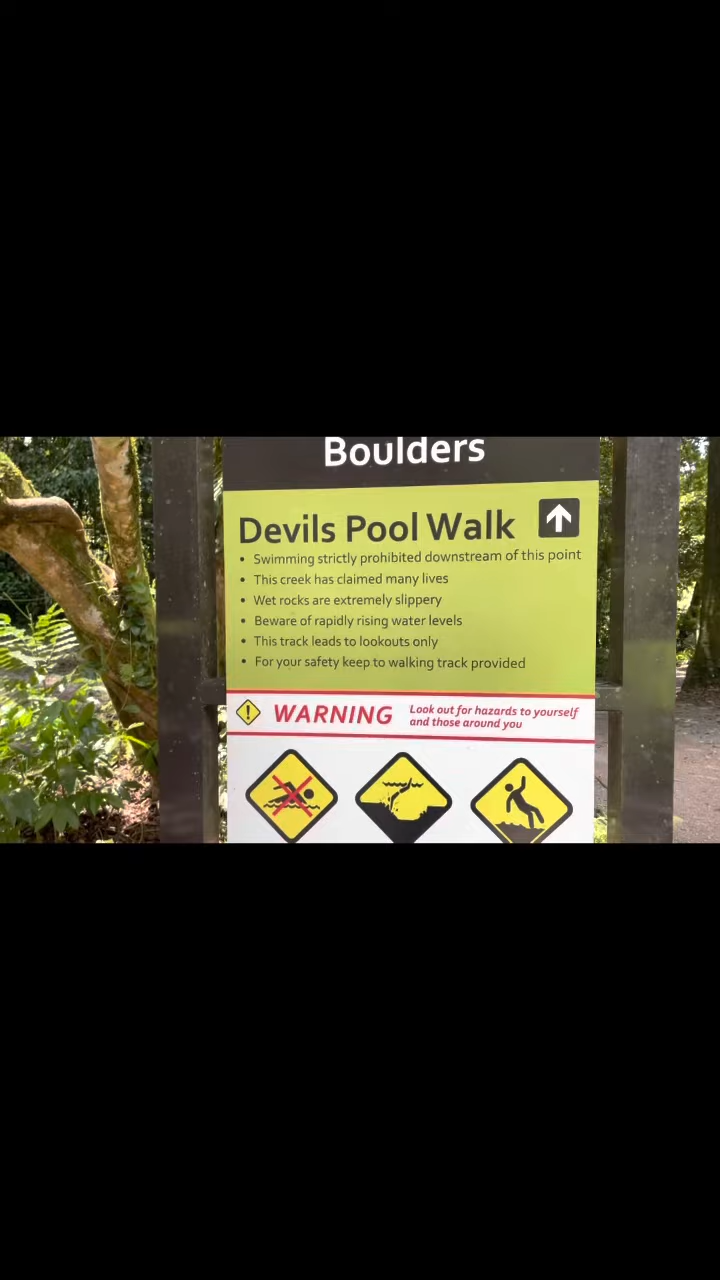 Boulders
Devils Pool Walk
• Swimming strictly prohibited downstream of this point
• This creek has claimed many lives
• Wet rocks are extremely slippery
• Beware of rapidly rising water levels
• This track leads to lookouts only
• For your safety keep to walking track provided
WARNING
Look out for hazards to yourself
and those around you